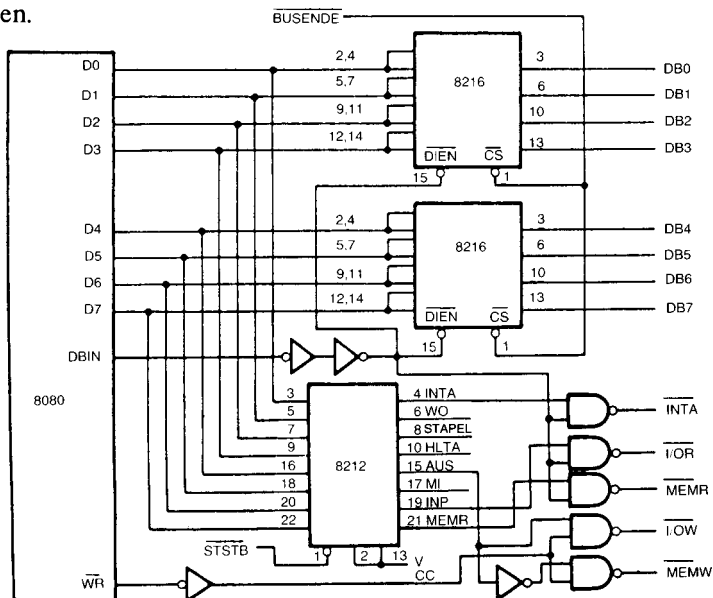 en.
BUSENDE
D0
2,4
3
DB0
D1
5,7
8216
6
DB1
D2
9,11
10
DB2
D3
12,14
13
DB3
DIEN
CS
15
1
D4
2,4
3
DB4
D5
5,7
8216
6
DB5
D6
9,11
10
DB6
D7
12,14
13
DB7
DIEN
CS
DBIN
15
1
8080
3
4 INTA
INTA
5
6 WO
7
8 STAPEL
9
10 HLTA
I/OR
16
8212
15 AUS
18
17 MI
MEMR
20
19 INP
22
21 MEMR
I/OW
STSTB
1
2
13
V
CC
WR
MEMW